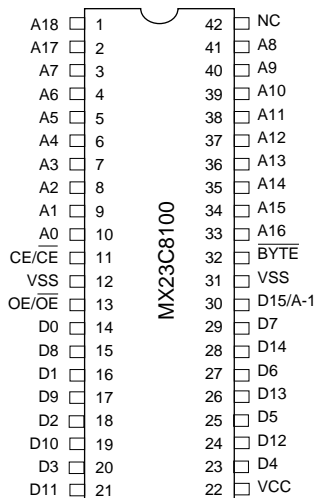 A18 1 42 NC
A17 2 41 A8
A7 3 40 A9
A6 4 39 A10
A5 5 38 A11
A4 6 37 A12
A3 7 36 A13
A2 8 35 A14
A1 9 34 A15
A0 10 33 A16
CE/C̅E̅ 11 32 B̅Y̅T̅E̅
VSS 12 31 VSS
OE/O̅E̅ 13 30 D15/A-1
D0 14 29 D7
D8 15 28 D14
D1 16 27 D6
D9 17 26 D13
D2 18 25 D5
D10 19 24 D12
D3 20 23 D4
D11 21 22 VCC
MX23C8100